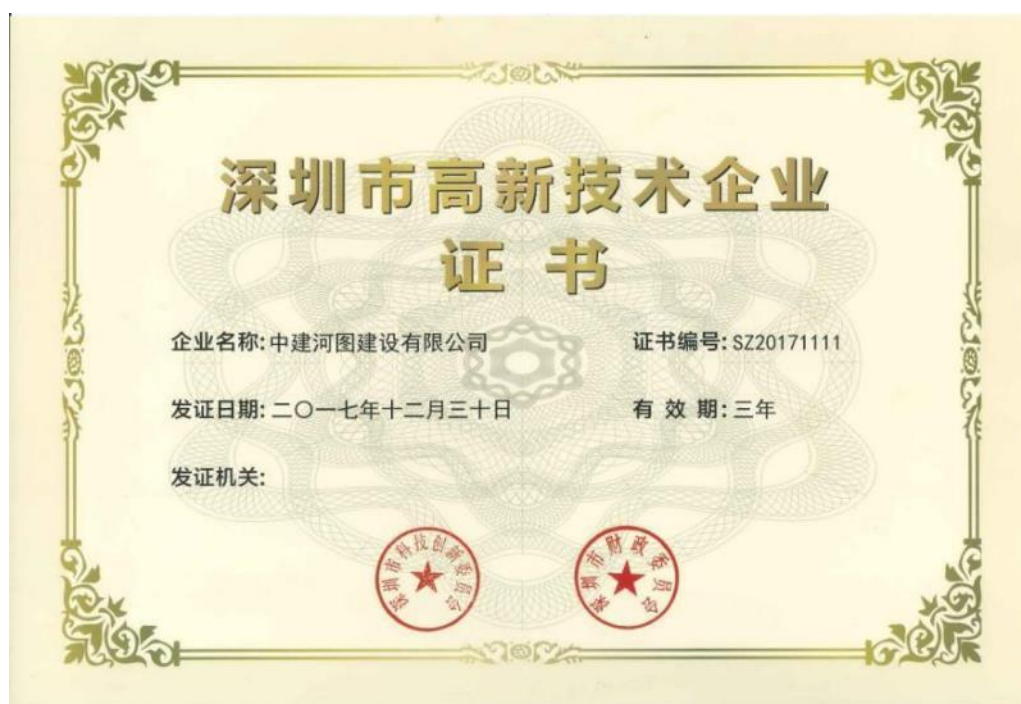 深圳市高新技术企业
证书
企业名称:中建河图建设有限公司 证书编号:SZ20171111
发证日期:二〇一七年十二月三十日 有效期:三年
发证机关:
深圳市科技创新委员会
深圳市财政委员会